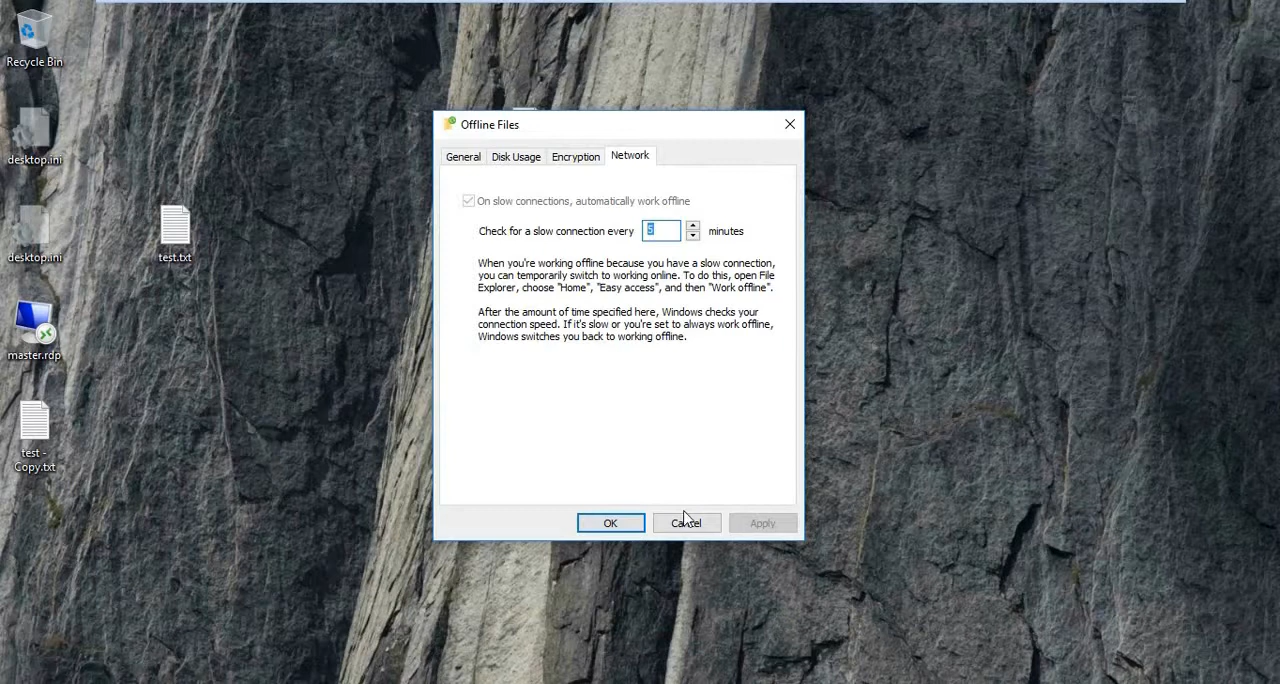 Recycle Bin
desktop.ini
desktop.ini
test.txt
master.rdp
test -
Copy.txt
Offline Files
General
Disk Usage
Encryption
Network
On slow connections, automatically work offline
Check for a slow connection every 5 minutes
When you're working offline because you have a slow connection,
you can temporarily switch to working online. To do this, open File
Explorer, choose "Home", "Easy access", and then "Work offline".
After the amount of time specified here, Windows checks your
connection speed. If it's slow or you're set to always work offline,
Windows switches you back to working offline.
OK
Cancel
Apply